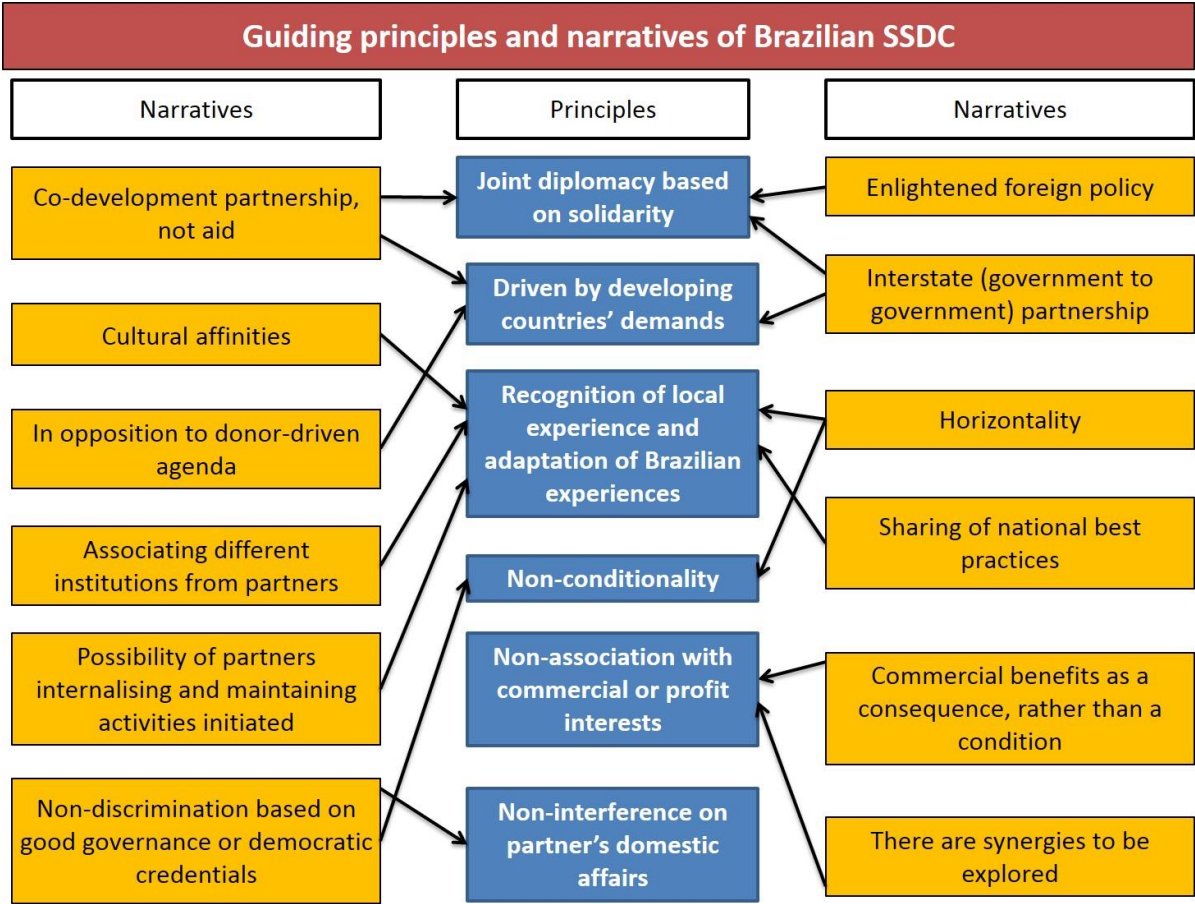 Guiding principles and narratives of Brazilian SSDC
Narratives
Principles
Narratives
Co-development partnership,
not aid
Cultural affinities
In opposition to donor-driven
agenda
Associating different
institutions from partners
Possibility of partners
internalising and maintaining
activities initiated
Non-discrimination based on
good governance or democratic
credentials
Joint diplomacy based
on solidarity
Driven by developing
countries’ demands
Recognition of local
experience and
adaptation of Brazilian
experiences
Non-conditionality
Non-association with
commercial or profit
interests
Non-interference on
partner’s domestic
affairs
Enlightened foreign policy
Interstate (government to
government) partnership
Horizontality
Sharing of national best
practices
Commercial benefits as a
consequence, rather than a
condition
There are synergies to be
explored